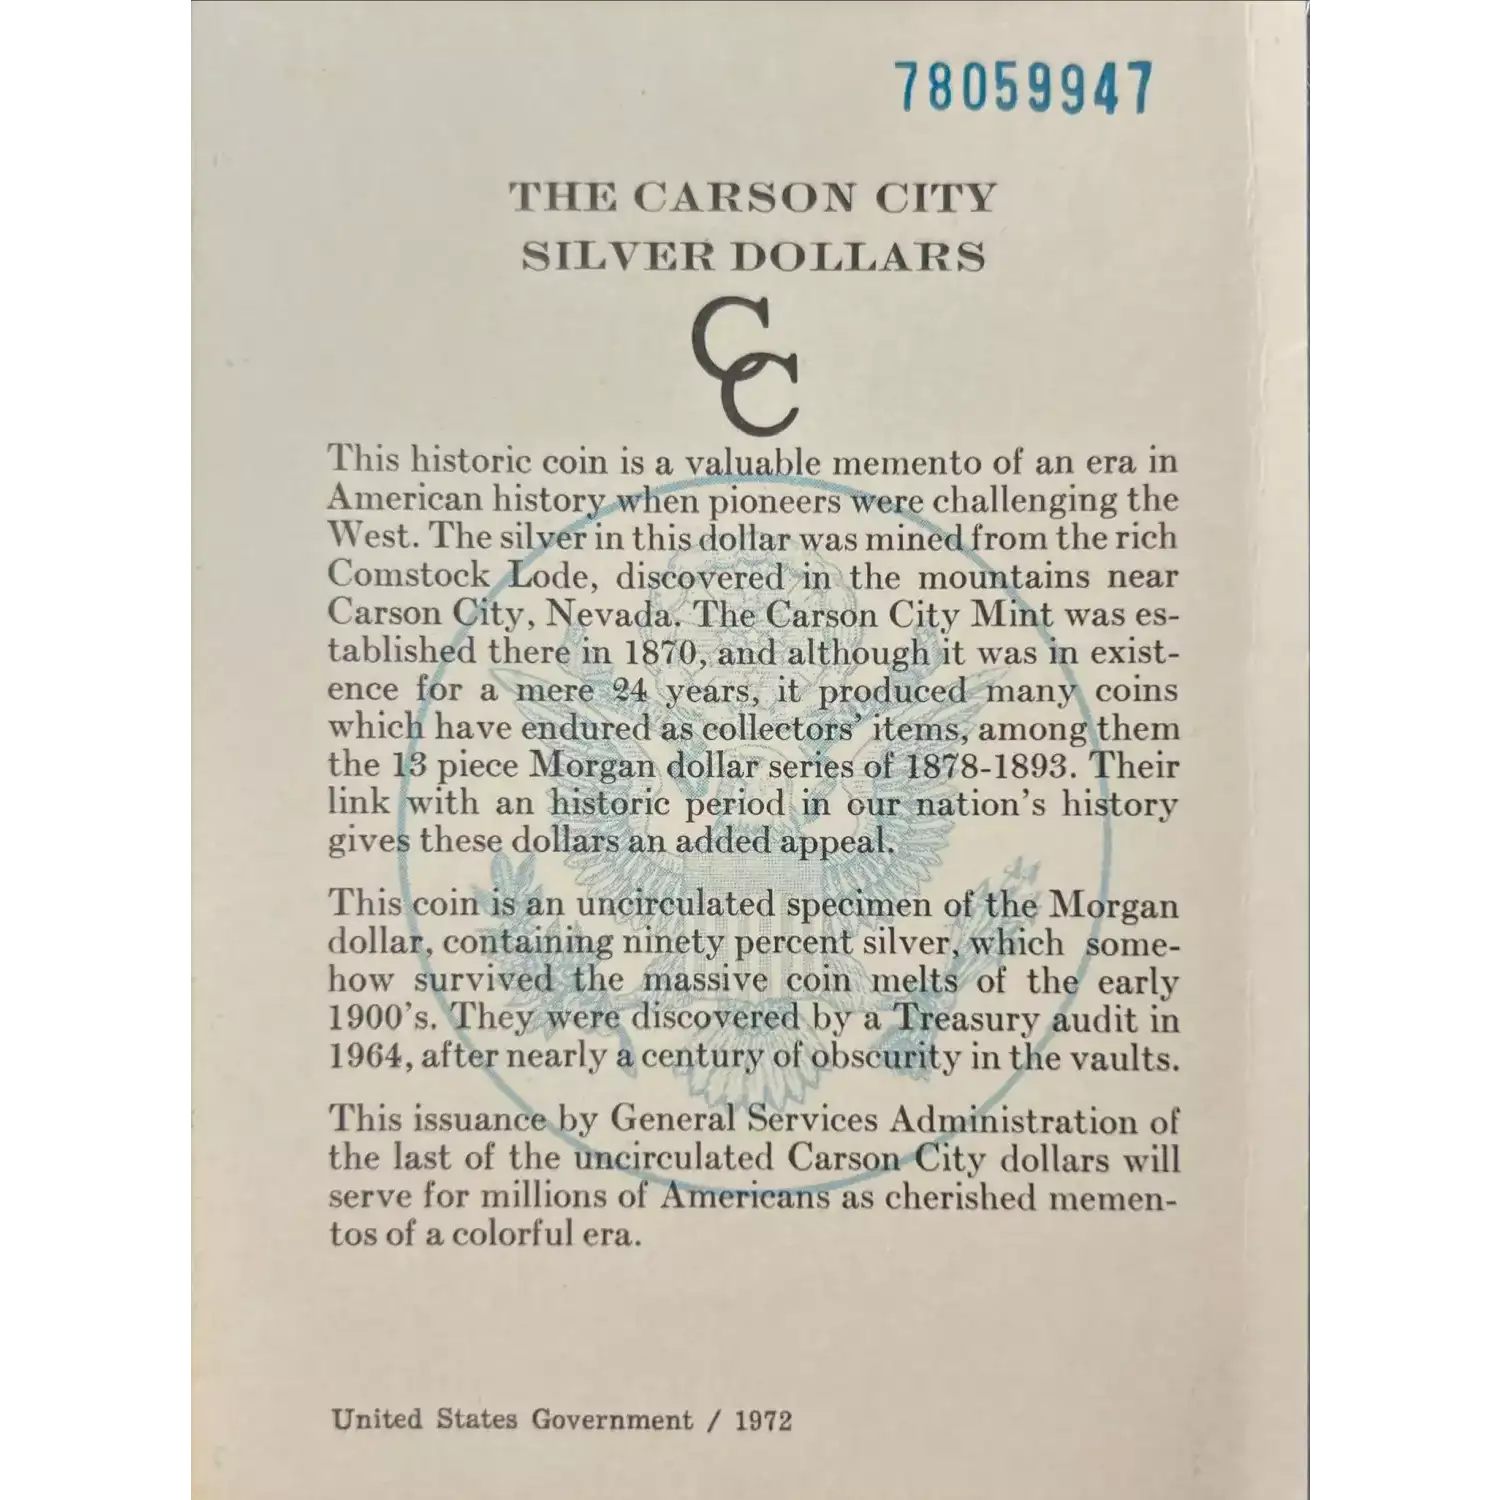 78059947
THE CARSON CITY
SILVER DOLLARS
CC
This historic coin is a valuable memento of an era in
American history when pioneers were challenging the
West. The silver in this dollar was mined from the rich
Comstock Lode, discovered in the mountains near
Carson City, Nevada. The Carson City Mint was es-
tablished there in 1870, and although it was in exist-
ence for a mere 24 years, it produced many coins
which have endured as collectors' items, among them
the 13 piece Morgan dollar series of 1878-1893. Their
link with an historic period in our nation's history
gives these dollars an added appeal.
This coin is an uncirculated specimen of the Morgan
dollar, containing ninety percent silver, which some-
how survived the massive coin melts of the early
1900's. They were discovered by a Treasury audit in
1964, after nearly a century of obscurity in the vaults.
This issuance by General Services Administration of
the last of the uncirculated Carson City dollars will
serve for millions of Americans as cherished memen-
tos of a colorful era.
United States Government / 1972